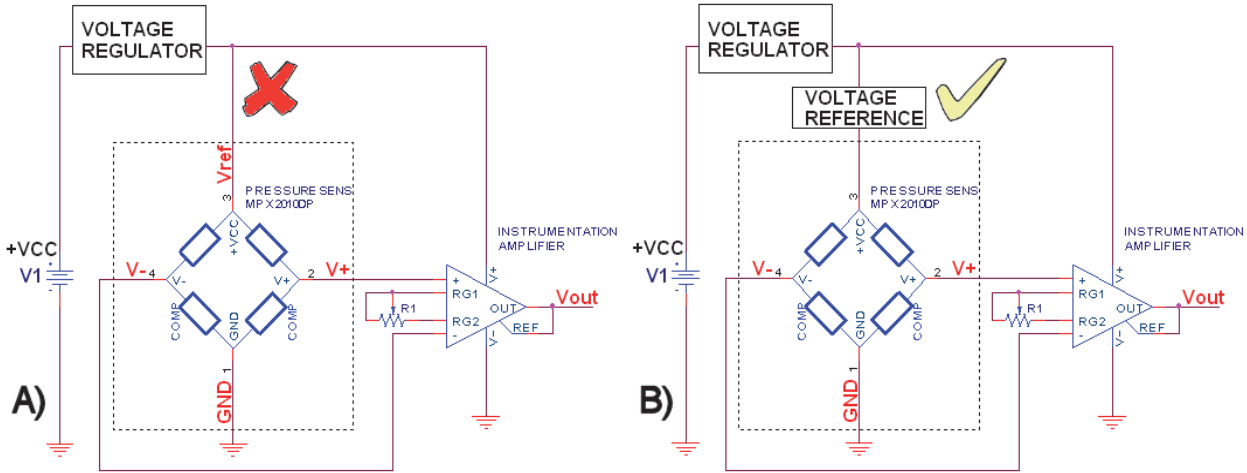 VOLTAGE
REGULATOR
Vref
PRESSURE SENS
MPX2010DP
3
+VCC
+VCC
V1
V-
4
V-
V+
2
V+
COMP
GND
COMP
1
GND
INSTRUMENTATION
AMPLIFIER
+
V+
RG1
OUT
Vout
R1
RG2
REF
-
V-
A)
VOLTAGE
REGULATOR
VOLTAGE
REFERENCE
PRESSURE SENS
MPX2010DP
3
+VCC
+VCC
V1
V-
4
V-
V+
2
V+
COMP
GND
COMP
1
GND
INSTRUMENTATION
AMPLIFIER
+
V+
RG1
OUT
Vout
R1
RG2
REF
-
V-
B)